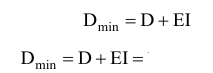 D_min = D + EI
D_min = D + EI =